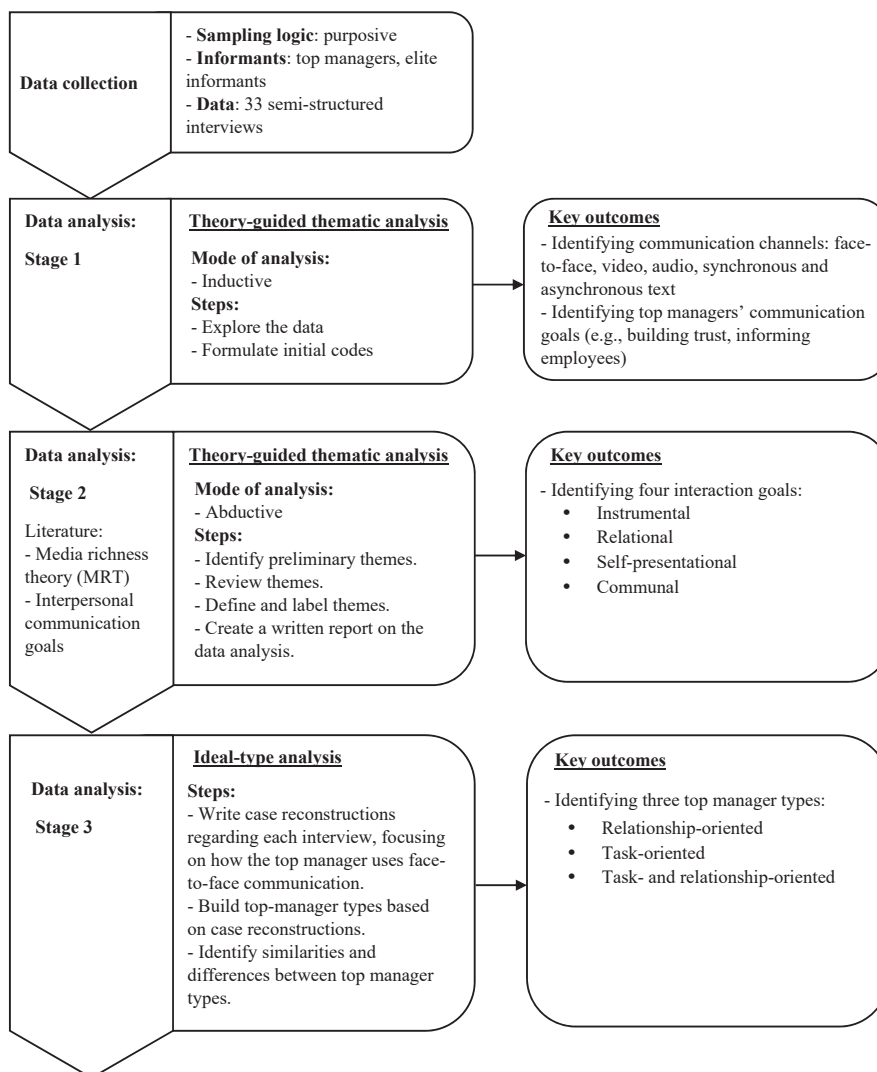 Data collection
- Sampling logic: purposive
- Informants: top managers, elite
informants
- Data: 33 semi-structured
interviews
Data analysis:
Stage 1
Theory-guided thematic analysis
Mode of analysis:
- Inductive
Steps:
- Explore the data
- Formulate initial codes
Key outcomes
- Identifying communication channels: face-
to-face, video, audio, synchronous and
asynchronous text
- Identifying top managers’ communication
goals (e.g., building trust, informing
employees)
Data analysis:
Stage 2
Literature:
- Media richness
theory (MRT)
- Interpersonal
communication
goals
Theory-guided thematic analysis
Mode of analysis:
- Abductive
Steps:
- Identify preliminary themes.
- Review themes.
- Define and label themes.
- Create a written report on the
data analysis.
Key outcomes
- Identifying four interaction goals:
• Instrumental
• Relational
• Self-presentational
• Communal
Data analysis:
Stage 3
Ideal-type analysis
Steps:
- Write case reconstructions
regarding each interview, focusing
on how the top manager uses face-
to-face communication.
- Build top-manager types based
on case reconstructions.
- Identify similarities and
differences between top manager
types.
Key outcomes
- Identifying three top manager types:
• Relationship-oriented
• Task-oriented
• Task- and relationship-oriented